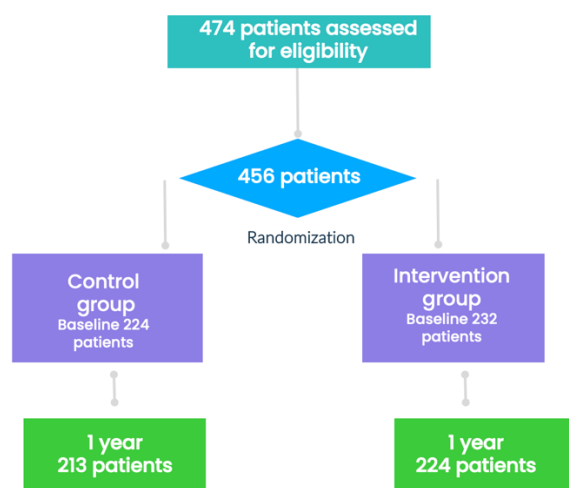 474 patients assessed
for eligibility
456 patients
Randomization
Control
group
Baseline 224
patients
Intervention
group
Baseline 232
patients
1 year
213 patients
1 year
224 patients